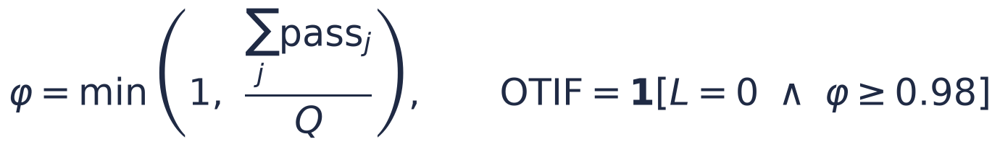 φ = min(1, ∑_j pass_j / Q), OTIF = 𝟏[L = 0 ∧ φ ≥ 0.98]